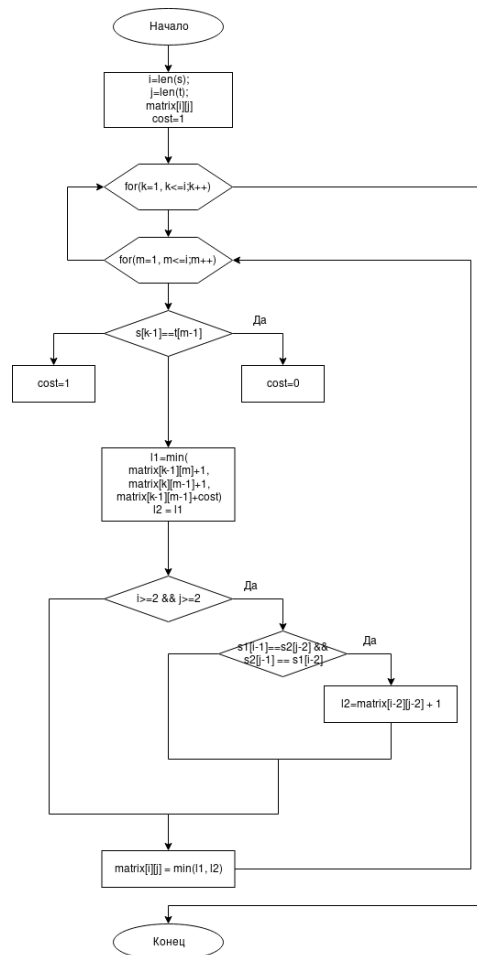 Начало
i=len(s);
j=len(t);
matrix[i][j]
cost=1
for(k=1, k<=i;k++)
for(m=1, m<=i;m++)
Да
s[k-1]==t[m-1]
cost=1
cost=0
l1=min(
matrix[k-1][m]+1,
matrix[k][m-1]+1,
matrix[k-1][m-1]+cost)
l2 = l1
Да
i>=2 && j>=2
Да
s1[i-1]==s2[j-2] &&
s2[j-1] == s1[i-2]
l2=matrix[i-2][j-2] + 1
matrix[i][j] = min(l1, l2)
Конец